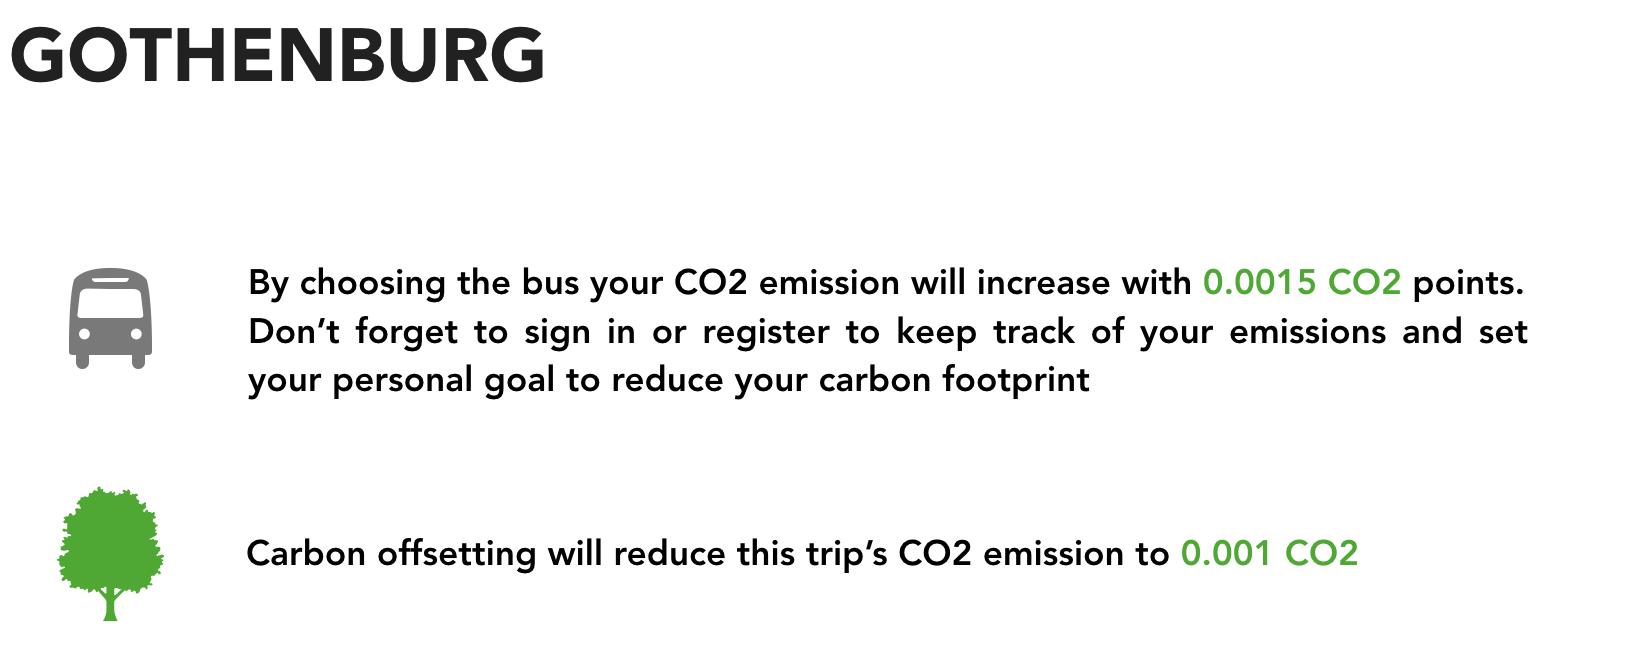 GOTHENBURG
By choosing the bus your CO2 emission will increase with 0.0015 CO2 points.
Don’t forget to sign in or register to keep track of your emissions and set
your personal goal to reduce your carbon footprint
Carbon offsetting will reduce this trip’s CO2 emission to 0.001 CO2